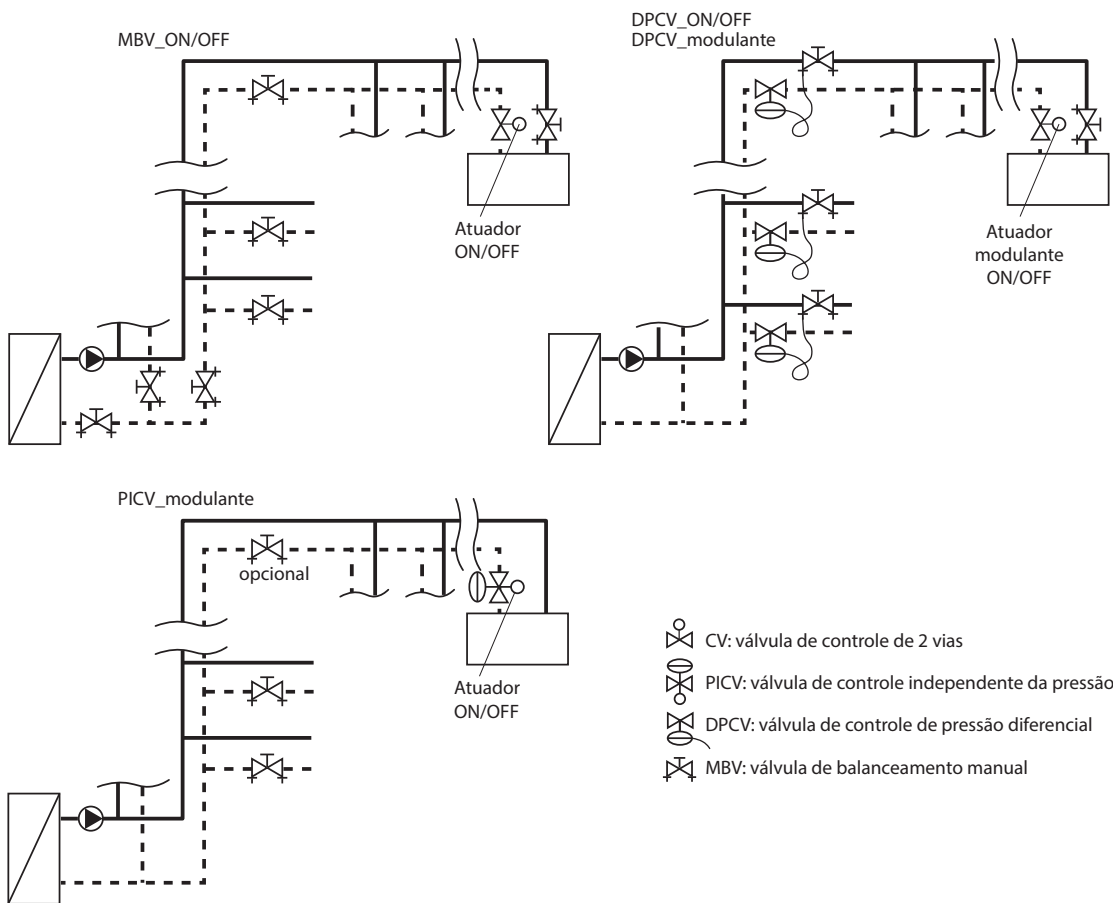 MBV_ON/OFF
Atuador
ON/OFF
DPCV_ON/OFF
DPCV_modulante
Atuador
modulante
ON/OFF
PICV_modulante
opcional
Atuador
ON/OFF
CV: válvula de controle de 2 vias
PICV: válvula de controle independente da pressão
DPCV: válvula de controle de pressão diferencial
MBV: válvula de balanceamento manual